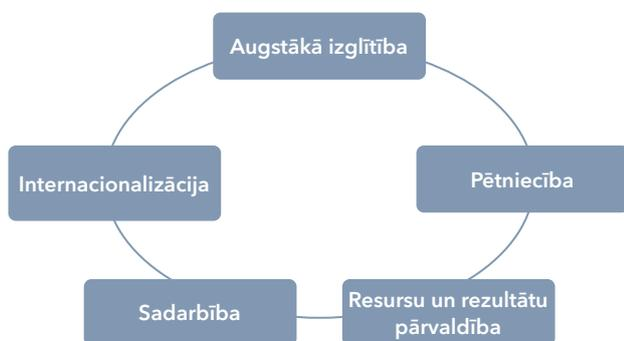 Augstākā izglītība
Internacionalizācija
Pētniecība
Sadarbība
Resursu un rezultātu
pārvaldība